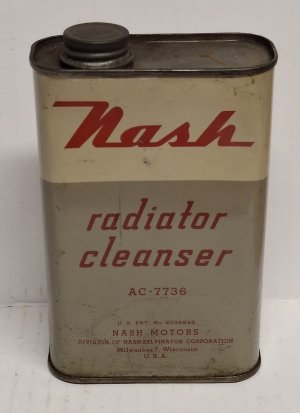 Nash
radiator
cleanser
AC-7736
U.S. PAT. No
NASH MOTORS
DIVISION OF NASH-KELVINATOR CORPORATION
Milwaukee 7, Wisconsin
U.S.A.